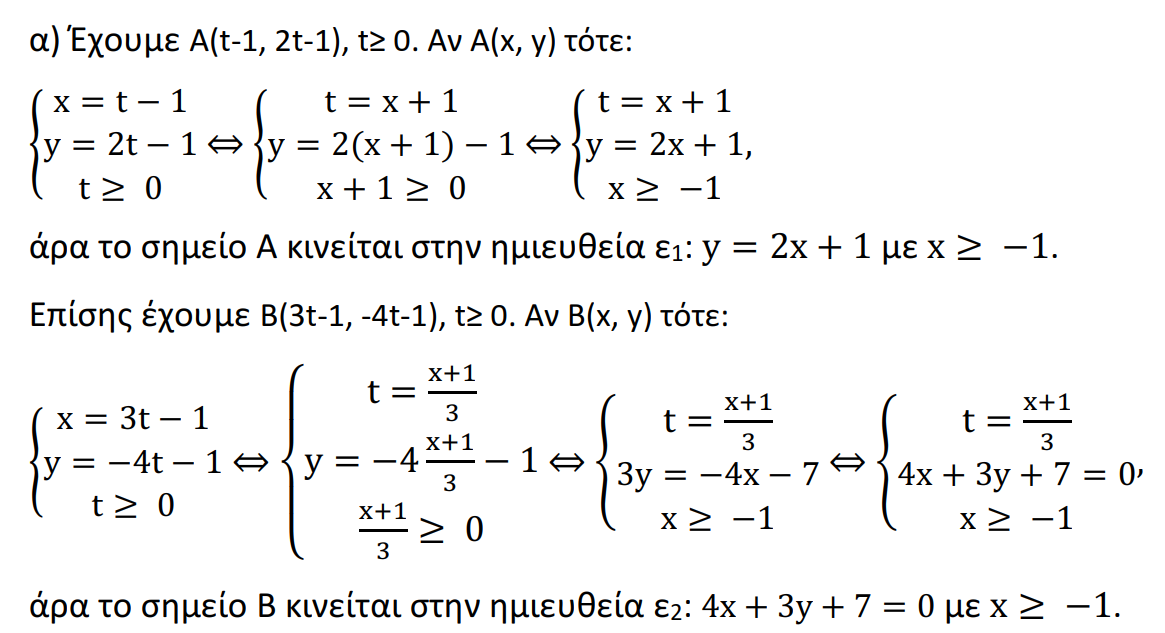 α) Έχουμε Α(t-1, 2t-1), t≥ 0. Αν Α(x, y) τότε:
{ x = t − 1, y = 2t − 1, t ≥ 0 ⇔ { t = x + 1, y = 2(x + 1) − 1, x + 1 ≥ 0 ⇔ { t = x + 1, y = 2x + 1, x ≥ −1
άρα το σημείο Α κινείται στην ημιευθεία ε₁: y = 2x + 1 με x ≥ −1.
Επίσης έχουμε Β(3t-1, -4t-1), t≥ 0. Αν Β(x, y) τότε:
{ x = 3t − 1, y = −4t − 1, t ≥ 0 ⇔ { t = (x+1)/3, y = −4 (x+1)/3 − 1, (x+1)/3 ≥ 0 ⇔ { t = (x+1)/3, 3y = −4x − 7, x ≥ −1 ⇔ { t = (x+1)/3, 4x + 3y + 7 = 0, x ≥ −1
άρα το σημείο Β κινείται στην ημιευθεία ε₂: 4x + 3y + 7 = 0 με x ≥ −1.